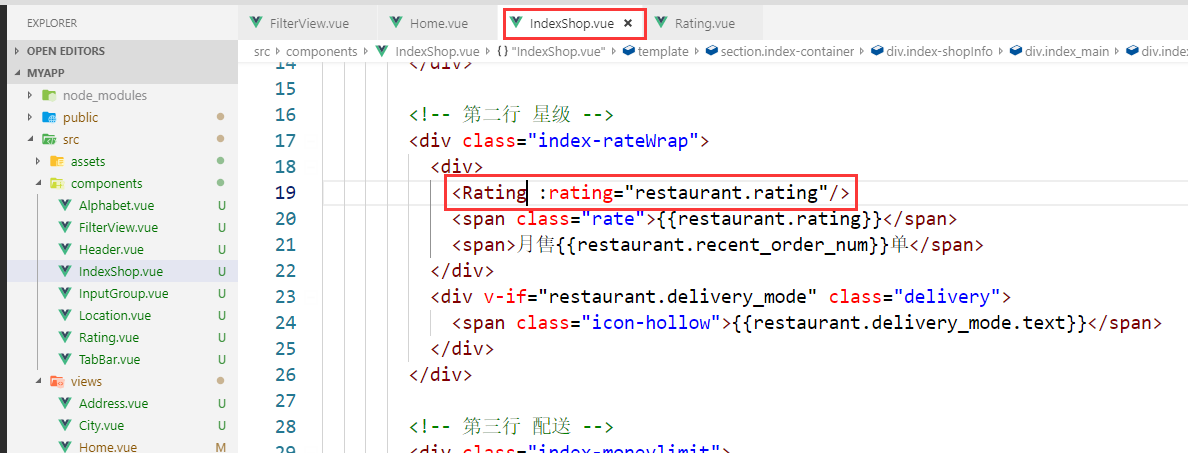 EXPLORER
FilterView.vue
Home.vue
IndexShop.vue ×
Rating.vue
OPEN EDITORS
src › components › IndexShop.vue › {} "IndexShop.vue" › template › section.index-container › div.index-shopInfo › div.index_main › div.inde
MYAPP
node_modules
public
src
assets
components
Alphabet.vue U
FilterView.vue U
Header.vue U
IndexShop.vue U
InputGroup.vue U
Location.vue U
Rating.vue U
TabBar.vue U
views
Address.vue U
City.vue U
Home.vue M
14 </div>
15
16 <!-- 第二行 星级 -->
17 <div class="index-rateWrap">
18 <div>
19 <Rating :rating="restaurant.rating"/>
20 <span class="rate">{{restaurant.rating}}</span>
21 <span>月售{{restaurant.recent_order_num}}单</span>
22 </div>
23 <div v-if="restaurant.delivery_mode" class="delivery">
24 <span class="icon-hollow">{{restaurant.delivery_mode.text}}</span>
25 </div>
26 </div>
27
28 <!-- 第三行 配送 -->
29 <div class="index-moneylimit">